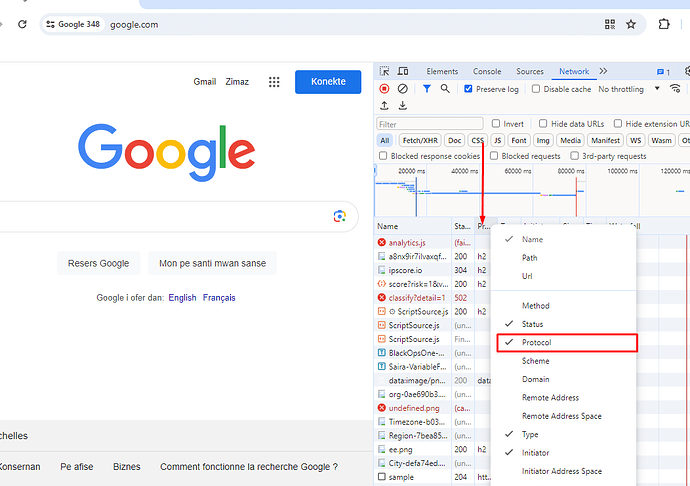 Google 348 google.com
Gmail Zimaz Konekte
Google
Resers Google Mon pe santi mwan sanse
Google i ofer dan: English Français
chelles
Konsernan Pe afise Biznes Comment fonctionne la recherche Google ?
Elements Console Sources Network 1
Preserve log Disable cache No throttling
Filter Invert Hide data URLs Hide extension UR
All Fetch/XHR Doc CSS JS Font Img Media Manifest WS Wasm Ot
Blocked response cookies Blocked requests 3rd-party requests
20000 ms 40000 ms 60000 ms 80000 ms 100000 ms 120000 ms
Name Sta... Pr...
analytics.js (fai...
a8nx9ir7ilvaxqf... 200 h2
ipscore.io 304 h2
score?risk=1&v... 200 h2
classify?detail=1 502
ScriptSource.js 200 h2
ScriptSource.js (un...
ScriptSource.js Fin...
BlackOpsOne-... (un...
Saira-VariableF... (un...
data:image/pn... 200 data
org-0ae690b3... (un...
undefined.png (ca...
Timezone-b03... (un...
Region-7bea85... (un...
ee.png 200 h2
City-defa74ed... (un...
sample 204 htt...
Name
Path
Url
Method
Status
Protocol
Scheme
Domain
Remote Address
Remote Address Space
Type
Initiator
Initiator Address Space